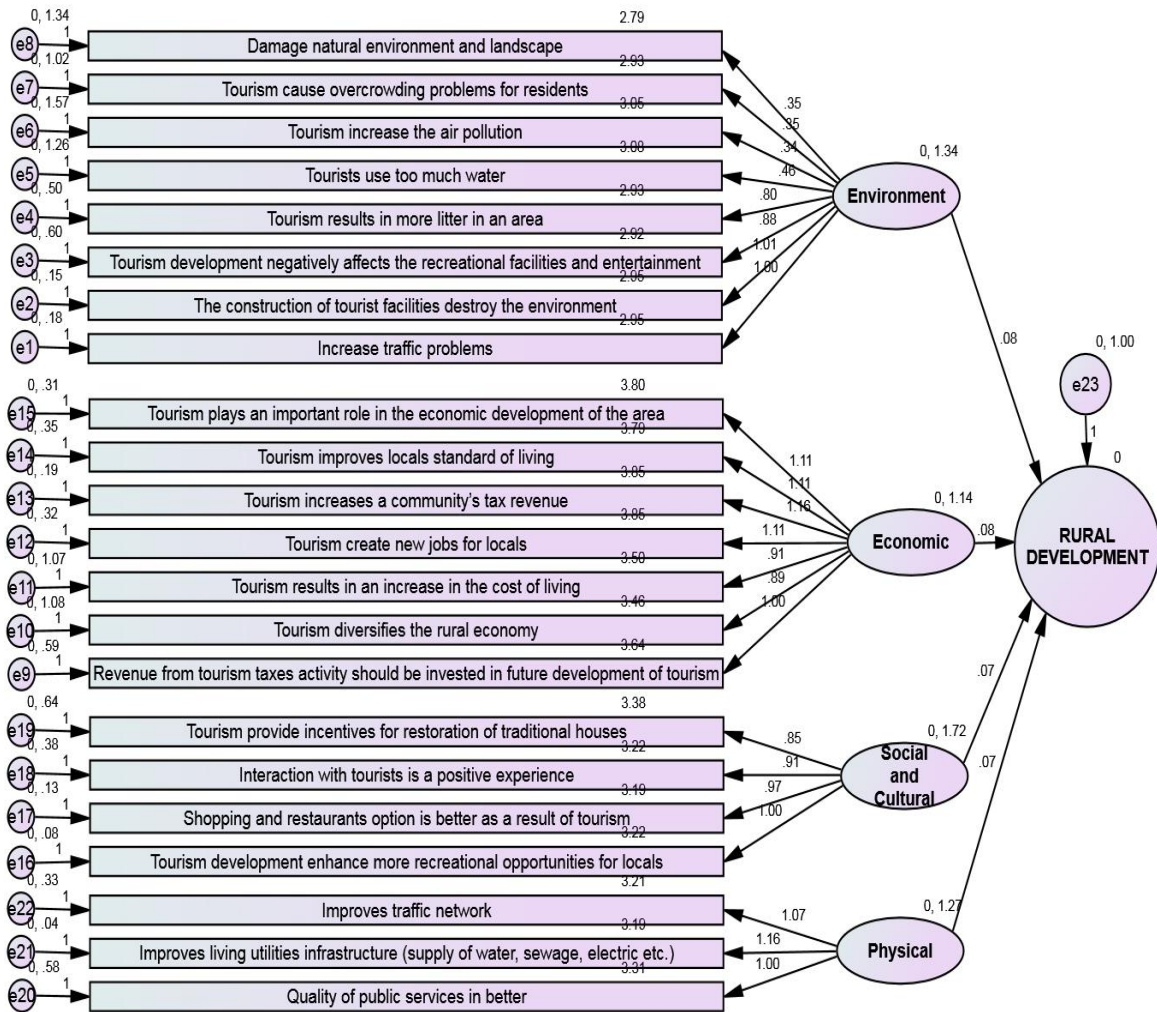 0, 1.34
e8
1
2.79
Damage natural environment and landscape
0, 1.02
e7
1
2.93
Tourism cause overcrowding problems for residents
0, 1.57
e6
1
3.05
Tourism increase the air pollution
0, 1.26
e5
1
3.08
Tourists use too much water
0, .50
e4
1
2.93
Tourism results in more litter in an area
0, .60
e3
1
2.92
Tourism development negatively affects the recreational facilities and entertainment
0, .15
e2
1
2.95
The construction of tourist facilities destroy the environment
0, .18
e1
1
2.95
Increase traffic problems
.35
.35
.34
.46
.80
.88
1.01
1.00
0, 1.34
Environment
.08
0, .31
e15
1
3.80
Tourism plays an important role in the economic development of the area
0, .35
e14
1
3.79
Tourism improves locals standard of living
0, .19
e13
1
3.85
Tourism increases a community's tax revenue
0, .32
e12
1
3.85
Tourism create new jobs for locals
0, 1.07
e11
1
3.50
Tourism results in an increase in the cost of living
0, 1.08
e10
1
3.46
Tourism diversifies the rural economy
0, .59
e9
1
3.64
Revenue from tourism taxes activity should be invested in future development of tourism
1.11
1.11
1.16
1.11
.91
.89
1.00
0, 1.14
Economic
.08
0, 1.00
e23
1
0
RURAL
DEVELOPMENT
0, .64
e19
1
3.38
Tourism provide incentives for restoration of traditional houses
0, .38
e18
1
3.22
Interaction with tourists is a positive experience
0, .13
e17
1
3.19
Shopping and restaurants option is better as a result of tourism
0, .08
e16
1
3.22
Tourism development enhance more recreational opportunities for locals
.85
.91
.97
1.00
0, 1.72
Social
and
Cultural
.07
0, .33
e22
1
3.21
Improves traffic network
0, .04
e21
1
3.19
Improves living utilities infrastructure (supply of water, sewage, electric etc.)
0, .58
e20
1
3.31
Quality of public services in better
1.07
1.16
1.00
0, 1.27
Physical
.07